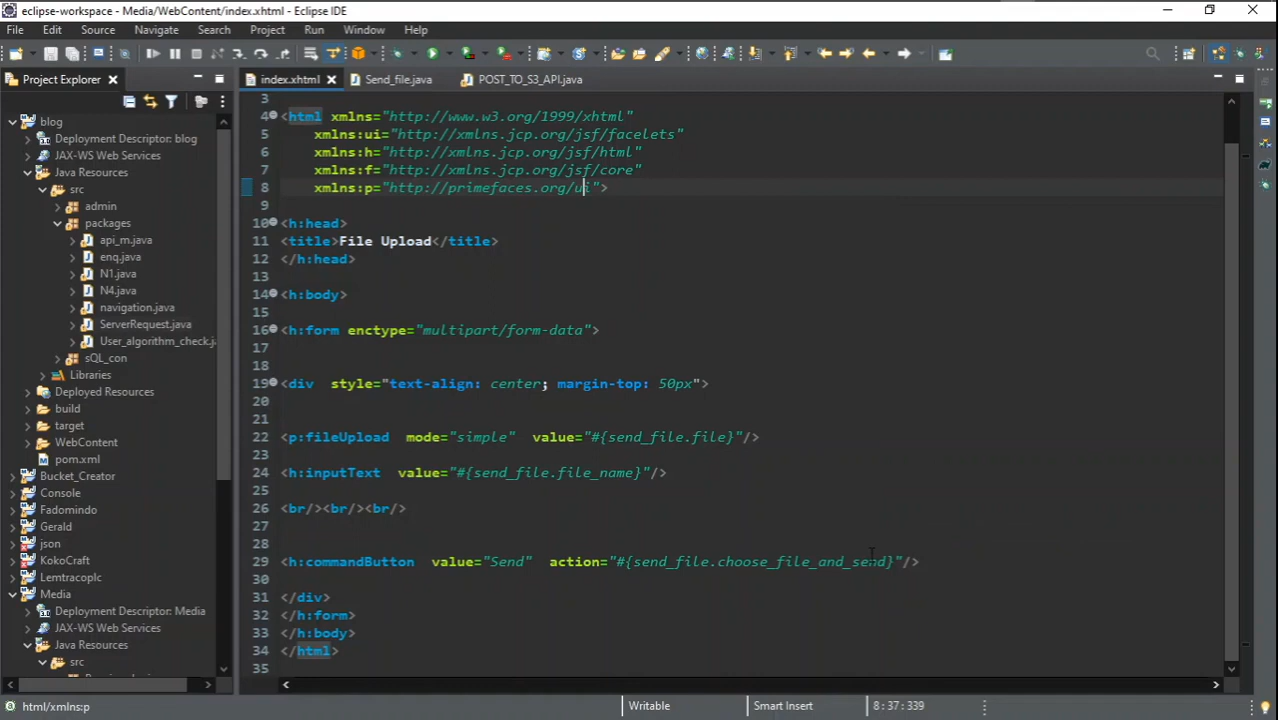 eclipse-workspace - Media/WebContent/index.xhtml - Eclipse IDE
File Edit Source Navigate Search Project Run Window Help
Project Explorer
index.xhtml Send_file.java POST_TO_S3_API.java
blog
Deployment Descriptor: blog
JAX-WS Web Services
Java Resources
src
admin
packages
api_m.java
enq.java
N1.java
N4.java
navigation.java
ServerRequest.java
User_algorithm_check.j
sQL_con
Libraries
Deployed Resources
build
target
WebContent
pom.xml
Bucket_Creator
Console
Fadomindo
Gerald
json
KokoCraft
Lemtracoplc
Media
Deployment Descriptor: Media
JAX-WS Web Services
Java Resources
src
3
4 <html xmlns="http://www.w3.org/1999/xhtml"
5 xmlns:ui="http://xmlns.jcp.org/jsf/facelets"
6 xmlns:h="http://xmlns.jcp.org/jsf/html"
7 xmlns:f="http://xmlns.jcp.org/jsf/core"
8 xmlns:p="http://primefaces.org/ui">
9
10 <h:head>
11 <title>File Upload</title>
12 </h:head>
13
14 <h:body>
15
16 <h:form enctype="multipart/form-data">
17
18
19 <div style="text-align: center; margin-top: 50px">
20
21
22 <p:fileUpload mode="simple" value="#{send_file.file}"/>
23
24 <h:inputText value="#{send_file.file_name}"/>
25
26 <br/><br/><br/>
27
28
29 <h:commandButton value="Send" action="#{send_file.choose_file_and_send}"/>
30
31 </div>
32 </h:form>
33 </h:body>
34 </html>
35
html/xmlns:p Writable Smart Insert 8:37:339